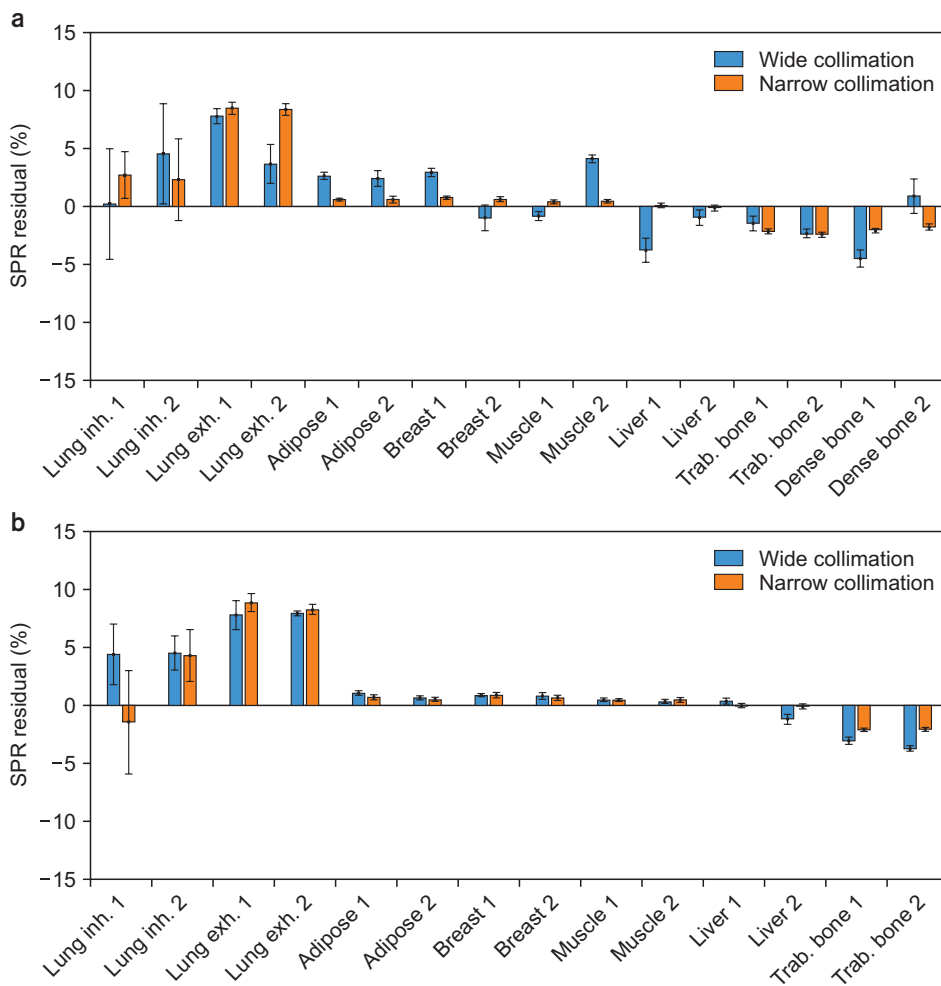 a
15
10
5
0
−5
−10
−15
SPR residual (%)
Wide collimation
Narrow collimation
Lung inh. 1
Lung inh. 2
Lung exh. 1
Lung exh. 2
Adipose 1
Adipose 2
Breast 1
Breast 2
Muscle 1
Muscle 2
Liver 1
Liver 2
Trab. bone 1
Trab. bone 2
Dense bone 1
Dense bone 2
b
15
10
5
0
−5
−10
−15
SPR residual (%)
Wide collimation
Narrow collimation
Lung inh. 1
Lung inh. 2
Lung exh. 1
Lung exh. 2
Adipose 1
Adipose 2
Breast 1
Breast 2
Muscle 1
Muscle 2
Liver 1
Liver 2
Trab. bone 1
Trab. bone 2